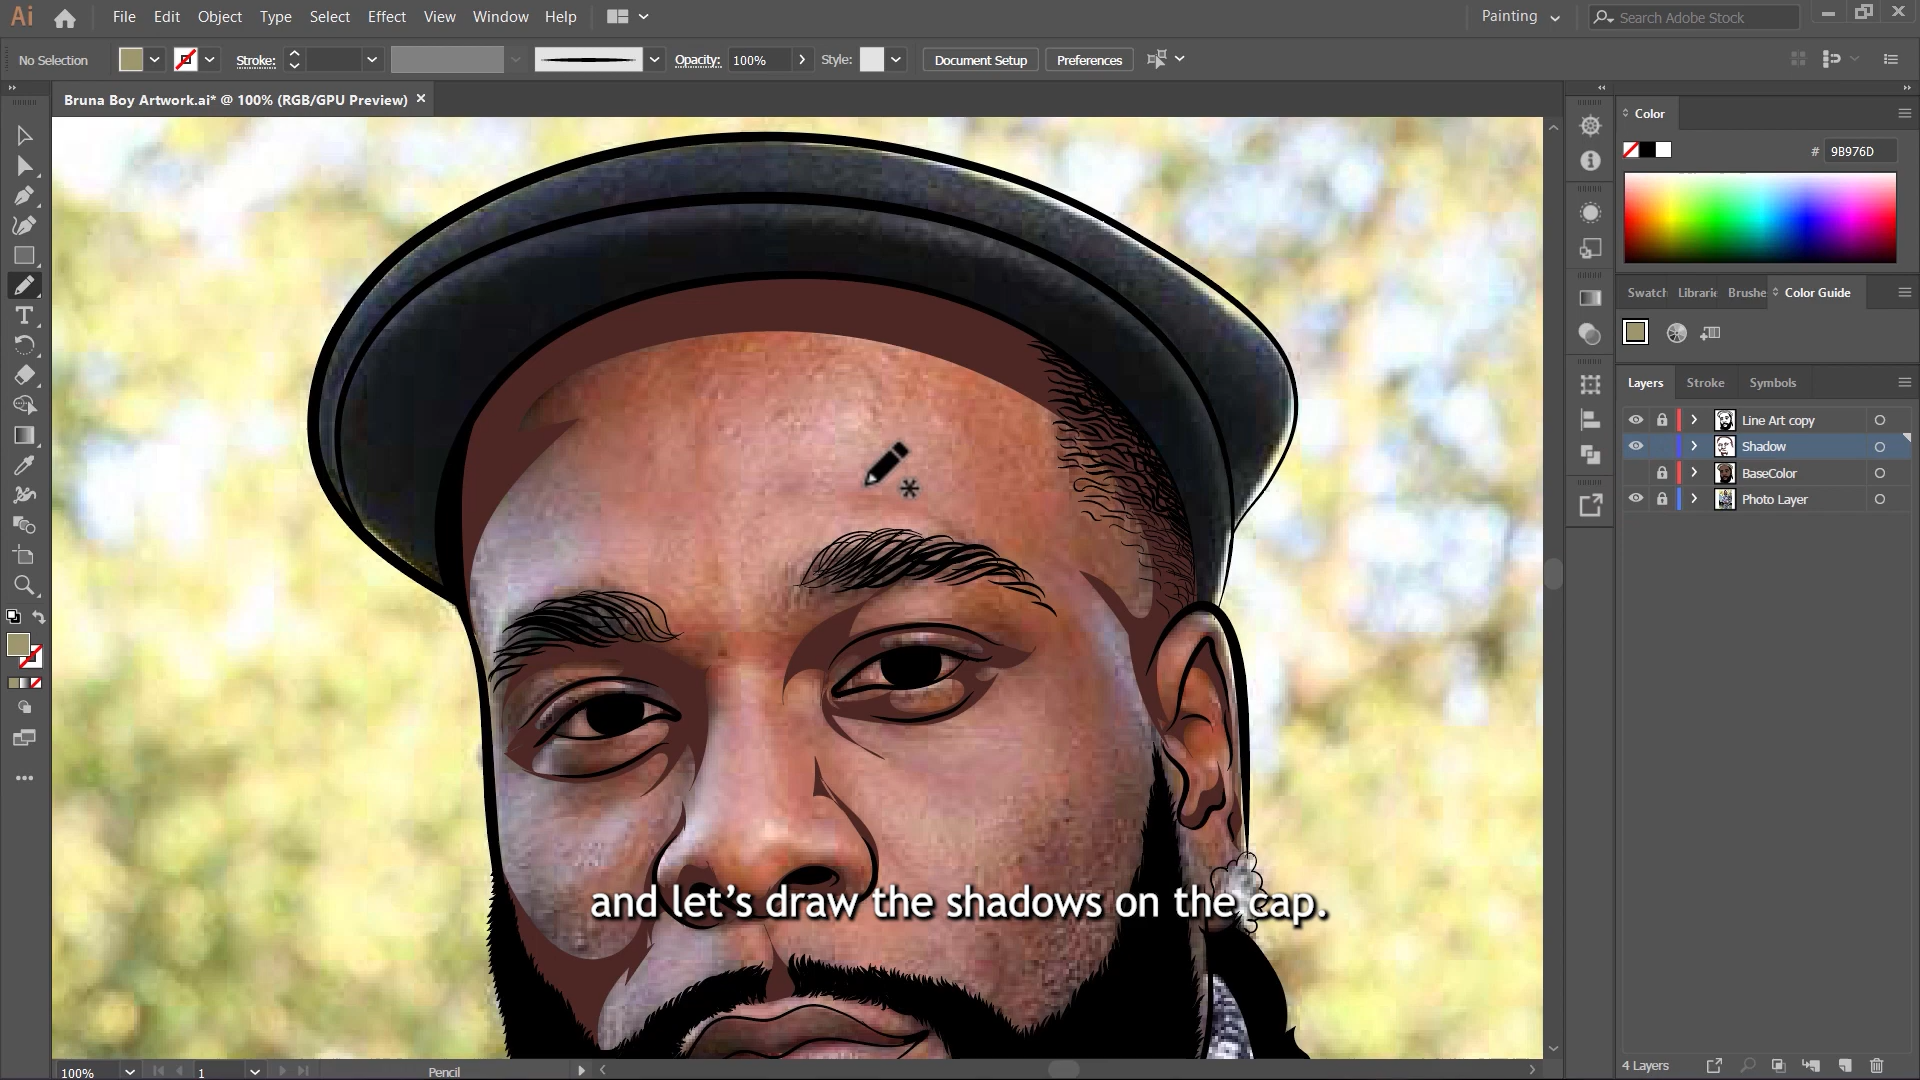 Ai File Edit Object Type Select Effect View Window Help Painting Search Adobe Stock
No Selection Stroke: Opacity: 100% Style: Document Setup Preferences
Bruna Boy Artwork.ai* @ 100% (RGB/GPU Preview)
Color
# 9B976D
Swatch Librarie Brushe Color Guide
Layers Stroke Symbols
Line Art copy
Shadow
BaseColor
Photo Layer
and let's draw the shadows on the cap.
4 Layers
100% 1 Pencil